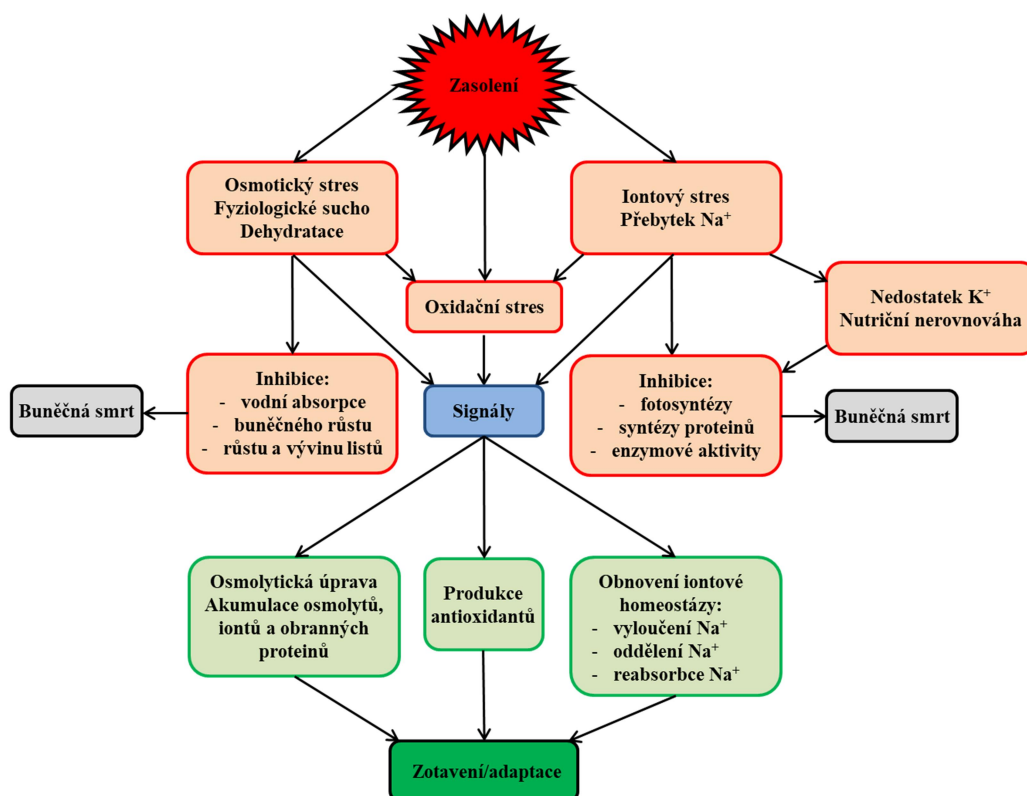 Zasolení
Osmotický stres
Fyziologické sucho
Dehydratace
Iontový stres
Přebytek Na⁺
Oxidační stres
Nedostatek K⁺
Nutriční nerovnováha
Buněčná smrt
Inhibice:
- vodní absorpce
- buněčného růstu
- růstu a vývinu listů
Signály
Inhibice:
- fotosyntézy
- syntézy proteinů
- enzymové aktivity
Buněčná smrt
Osmolytická úprava
Akumulace osmolytů,
iontů a obranných
proteinů
Produkce
antioxidantů
Obnovení iontové
homeostázy:
- vyloučení Na⁺
- oddělení Na⁺
- reabsorbce Na⁺
Zotavení/adaptace